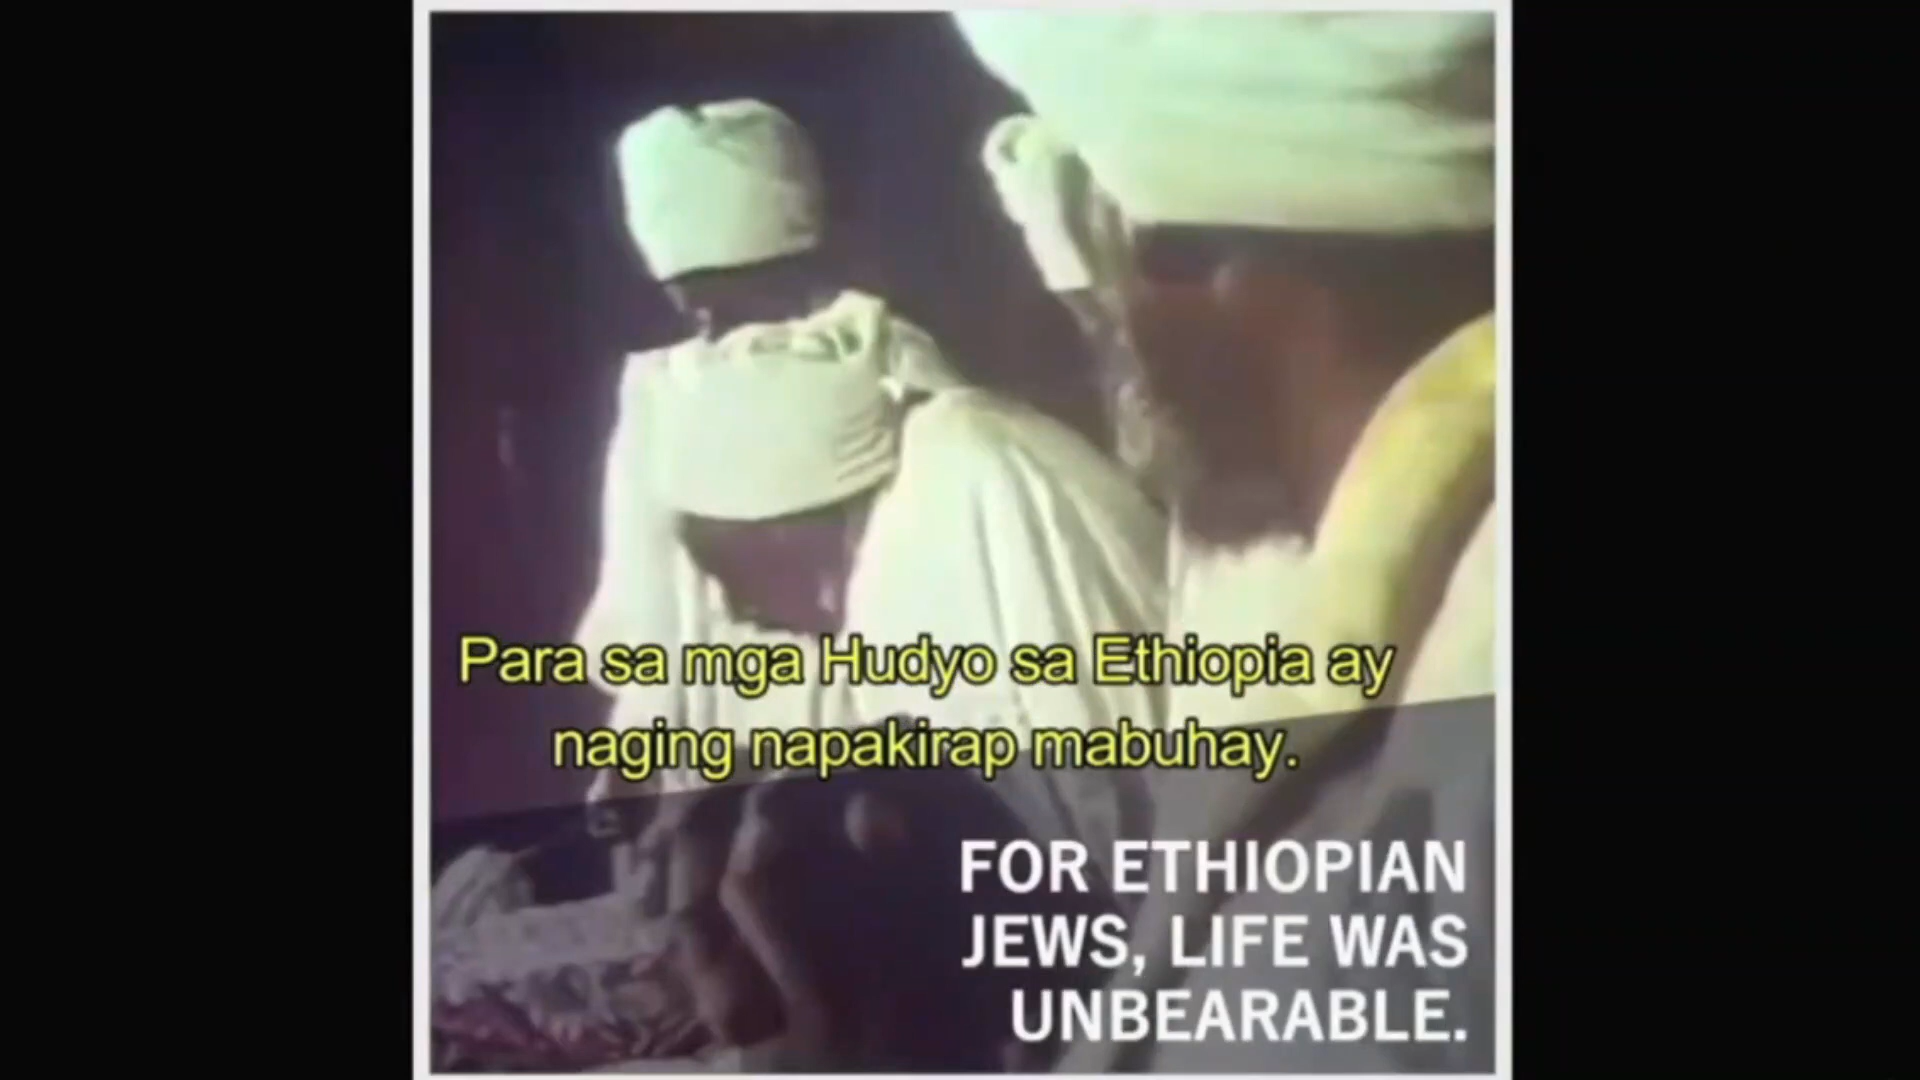 Para sa mga Hudyo sa Ethiopia ay
naging napakirap mabuhay.
FOR ETHIOPIAN
JEWS, LIFE WAS
UNBEARABLE.